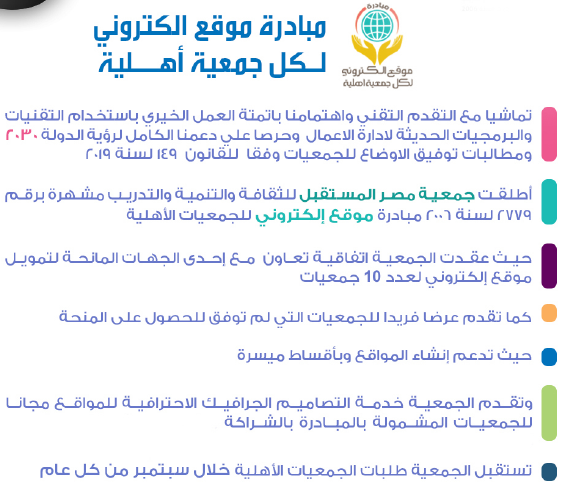 مبادرة موقع الكتروني
لكل جمعية أهلية
مبادرة
موقع إلكتروني
لكل جمعية اهلية
تماشيا مع التقدم التقني واهتمامنا باتمتة العمل الخيري باستخدام التقنيات
والبرمجيات الحديثة لادارة الاعمال وحرصا علي دعمنا الكامل لرؤية الدولة ٢٠٣٠
ومطالبات توفيق الاوضاع للجمعيات وفقا للقانون ١٤٩ لسنة ٢٠١٩
أطلقت جمعية مصر المستقبل للثقافة والتنمية والتدريب مشهرة برقم
٢٧٧٩ لسنة ٢٠٠٦ مبادرة موقع إلكتروني للجمعيات الأهلية
حيث عقدت الجمعية اتفاقية تعاون مع إحدى الجهات المانحة لتمويل
موقع إلكتروني لعدد 10 جمعيات
كما تقدم عرضا فريدا للجمعيات التي لم توفق للحصول على المنحة
حيث تدعم إنشاء المواقع وبأقساط ميسرة
وتقدم الجمعية خدمة التصاميم الجرافيك الاحترافية للمواقع مجانا
للجمعيات المشمولة بالمبادرة بالشراكة
تستقبل الجمعية طلبات الجمعيات الأهلية خلال سبتمبر من كل عام